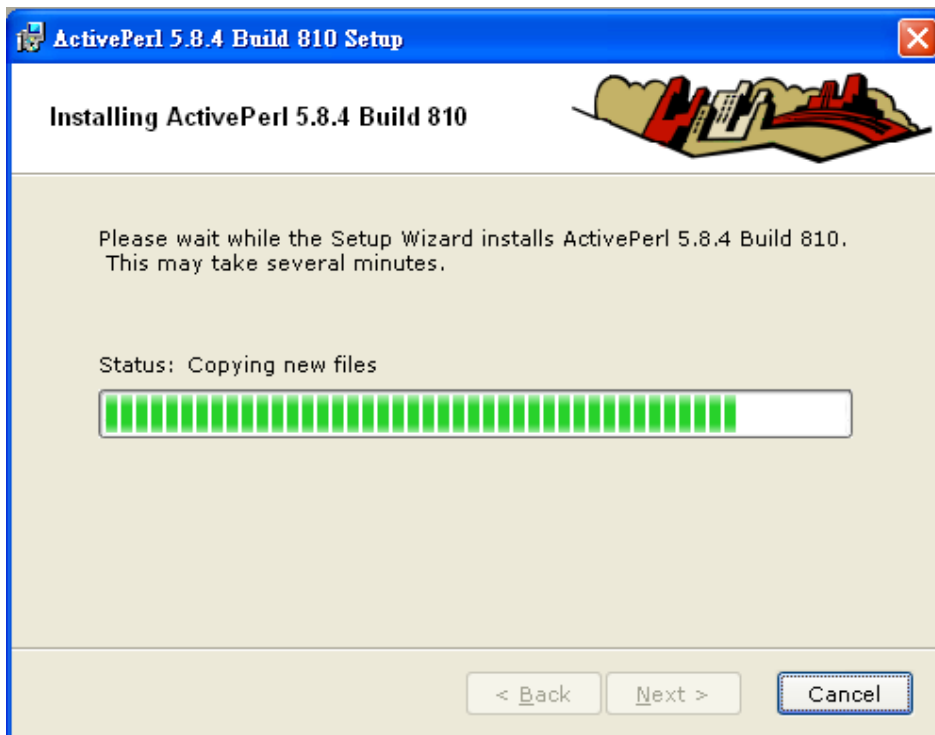 ActivePerl 5.8.4 Build 810 Setup
Installing ActivePerl 5.8.4 Build 810
Please wait while the Setup Wizard installs ActivePerl 5.8.4 Build 810.
This may take several minutes.
Status: Copying new files
< Back
Next >
Cancel